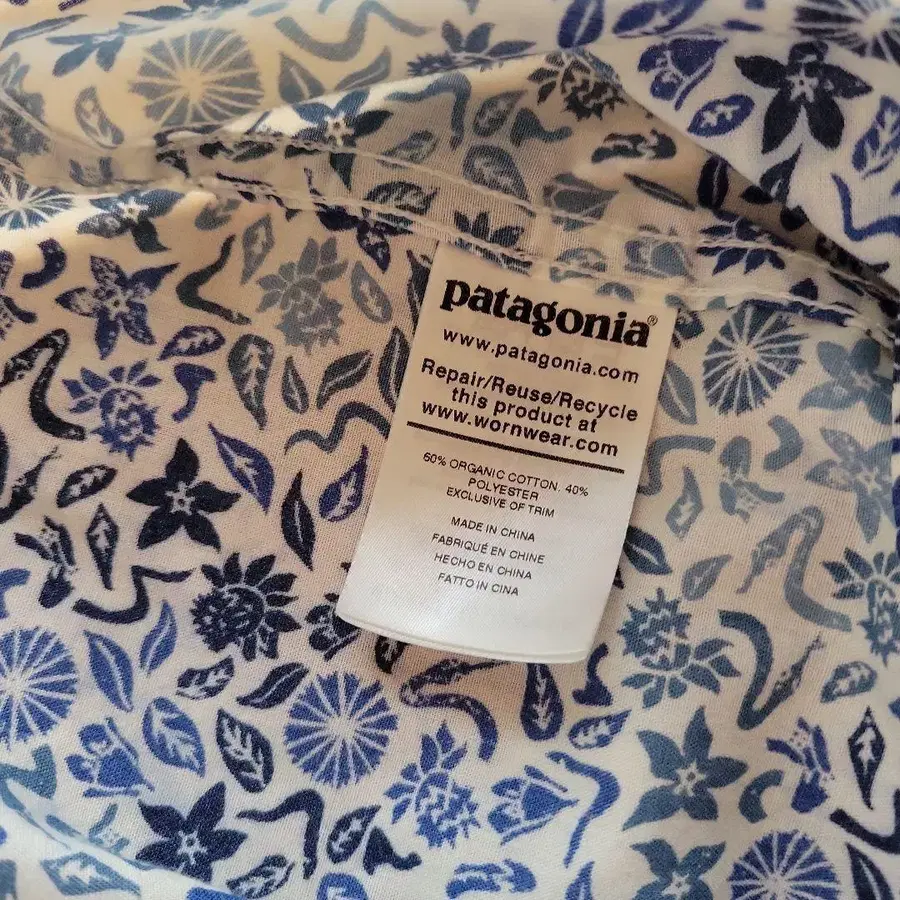 patagonia®
www.patagonia.com
Repair/Reuse/Recycle
this product at
www.wornwear.com
60% ORGANIC COTTON. 40%
POLYESTER
EXCLUSIVE OF TRIM
MADE IN CHINA
FABRIQUÉ EN CHINE
HECHO EN CHINA
FATTO IN CINA